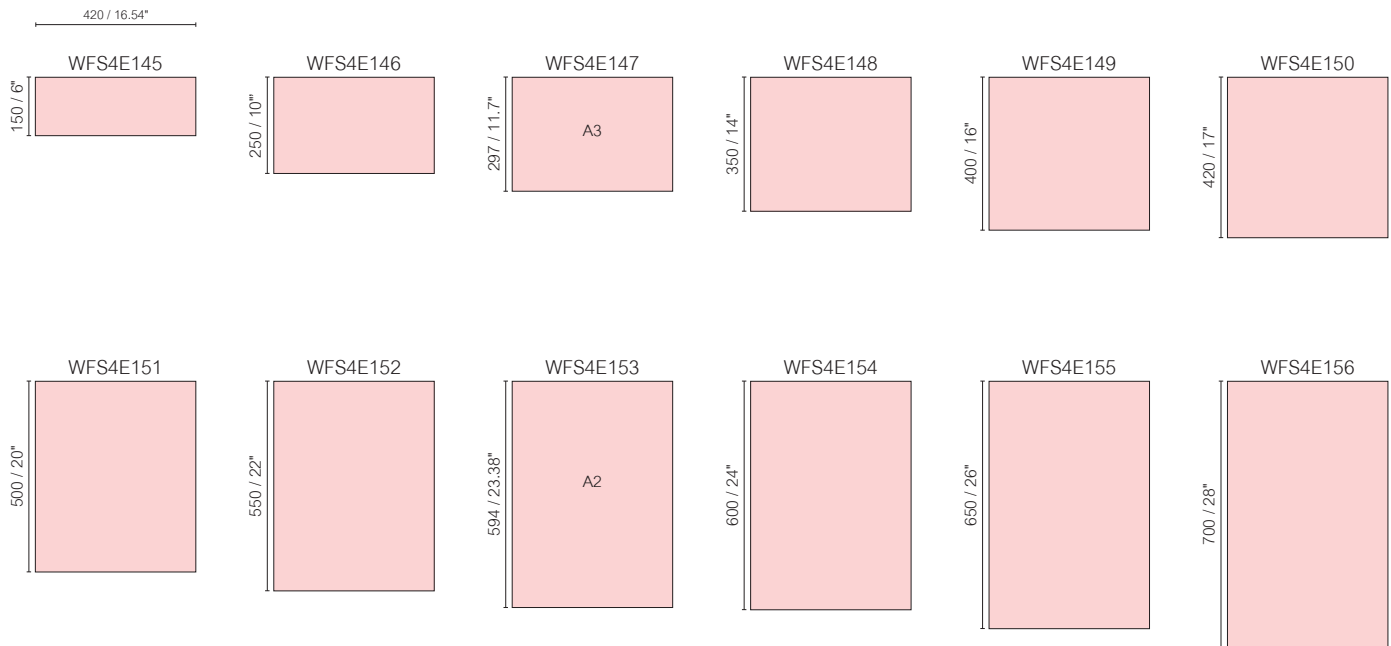 420 / 16.54"
WFS4E145
WFS4E146
WFS4E147
WFS4E148
WFS4E149
WFS4E150
150 / 6"
250 / 10'"
297 / 11.7"
A3
350 / 14"
400 / 16"
420 / 17"
WFS4E151
WFS4E152
WFS4E153
WFS4E154
WFS4E155
WFS4E156
500 / 20"
550 / 22"
594 / 23.38"
A2
600 / 24"
650 / 26"
700 / 28"